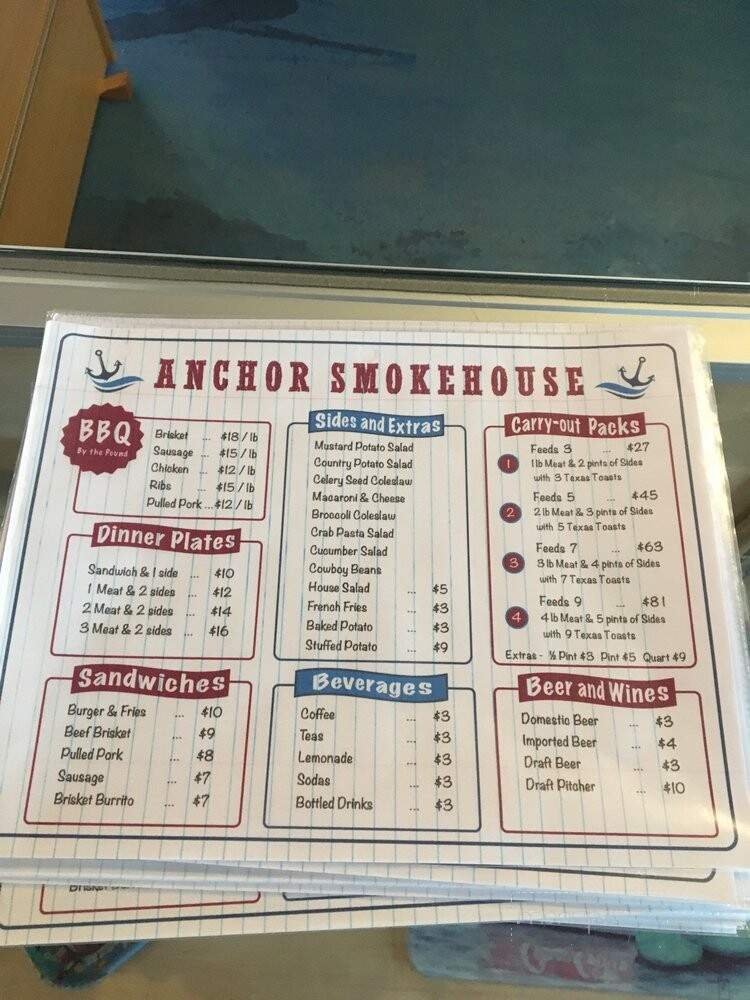 ANCHOR SMOKEHOUSE
BBQ
By the Pound
Brisket ... $18 / lb
Sausage ... $15 / lb
Chicken ... $12 / lb
Ribs ... $15 / lb
Pulled Pork ... $12 / lb
Dinner Plates
Sandwich & 1 side ... $10
1 Meat & 2 sides ... $12
2 Meat & 2 sides ... $14
3 Meat & 2 sides ... $16
Sandwiches
Burger & Fries ... $10
Beef Brisket ... $9
Pulled Pork ... $8
Sausage ... $7
Brisket Burrito ... $7
Sides and Extras
Mustard Potato Salad
Country Potato Salad
Celery Seed Coleslaw
Macaroni & Cheese
Broccoli Coleslaw
Crab Pasta Salad
Cucumber Salad
Cowboy Beans
House Salad ... $5
French Fries ... $3
Baked Potato ... $3
Stuffed Potato ... $9
Beverages
Coffee ... $3
Teas ... $3
Lemonade ... $3
Sodas ... $3
Bottled Drinks ... $3
Carry-out Packs
1 Feeds 3 ... $27
1 lb Meat & 2 pints of Sides
with 3 Texas Toasts
2 Feeds 5 ... $45
2 lb Meat & 3 pints of Sides
with 5 Texas Toasts
3 Feeds 7 ... $63
3 lb Meat & 4 pints of Sides
with 7 Texas Toasts
4 Feeds 9 ... $81
4 lb Meat & 5 pints of Sides
with 9 Texas Toasts
Extras - ½ Pint $3 Pint $5 Quart $9
Beer and Wines
Domestic Beer ... $3
Imported Beer ... $4
Draft Beer ... $3
Draft Pitcher ... $10